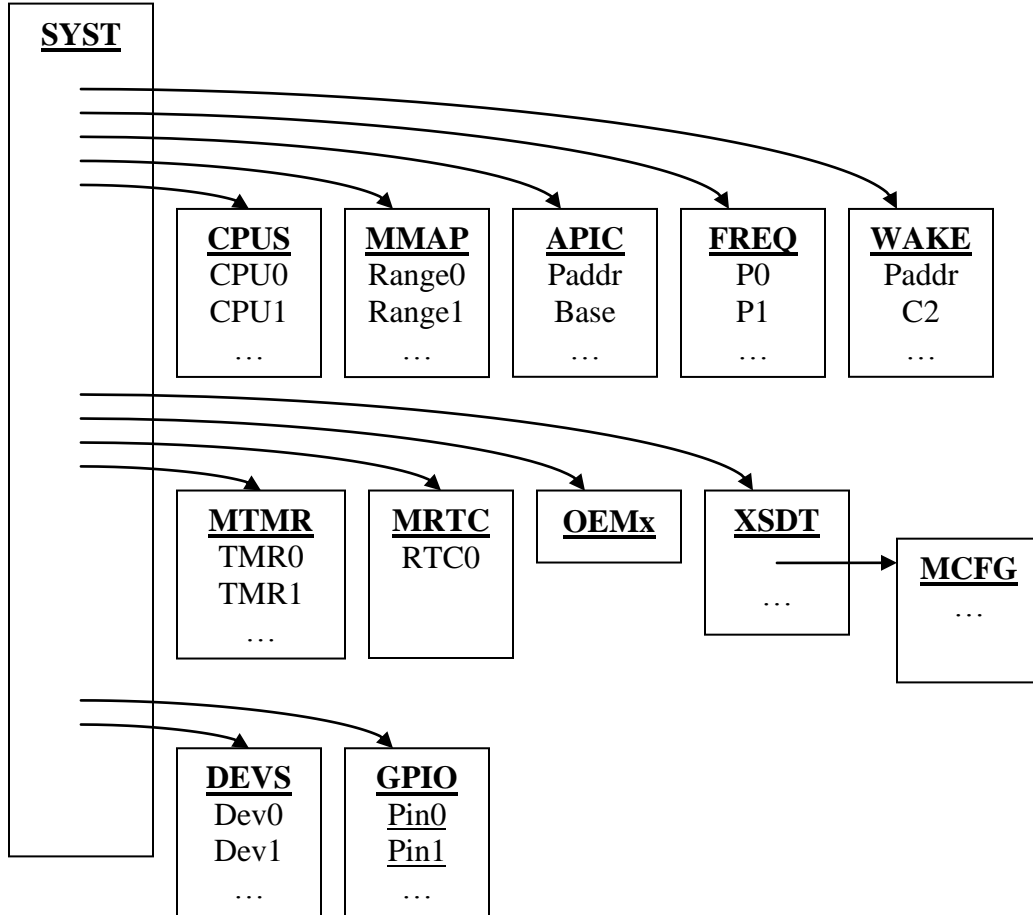 SYST
CPUS
CPU0
CPU1
…
MMAP
Range0
Range1
…
APIC
Paddr
Base
…
FREQ
P0
P1
…
WAKE
Paddr
C2
…
MTMR
TMR0
TMR1
…
MRTC
RTC0
OEMx
XSDT
…
MCFG
…
DEVS
Dev0
Dev1
…
GPIO
Pin0
Pin1
…